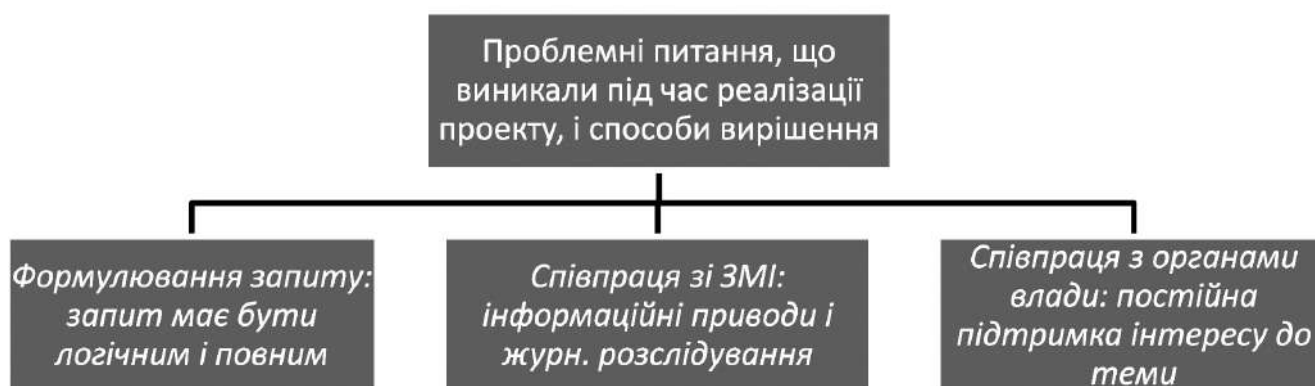 Проблемні питання, що
виникали під час реалізації
проекту, і способи вирішення
Формулювання запиту:
запит має бути
логічним і повним
Співпраця зі ЗМІ:
інформаційні приводи і
журн. розслідування
Співпраця з органами
влади: постійна
підтримка інтересу до
теми